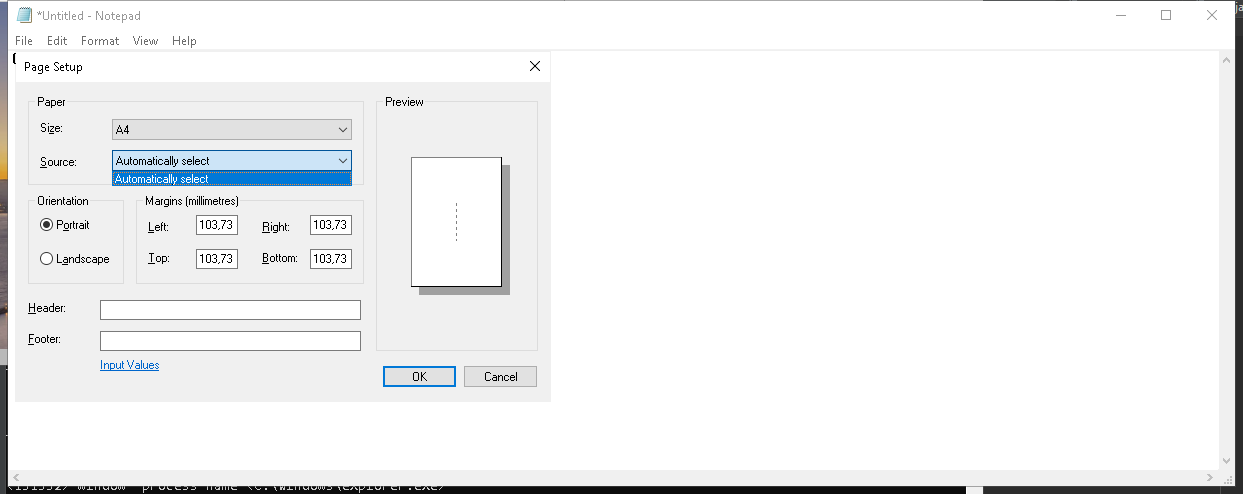 *Untitled - Notepad
File Edit Format View Help
Page Setup
Paper
Size: A4
Source: Automatically select
Automatically select
Orientation
Portrait
Landscape
Margins (millimetres)
Left: 103,73 Right: 103,73
Top: 103,73 Bottom: 103,73
Header:
Footer:
Input Values
Preview
OK Cancel
window process name <C:\Windows\explorer.exe>